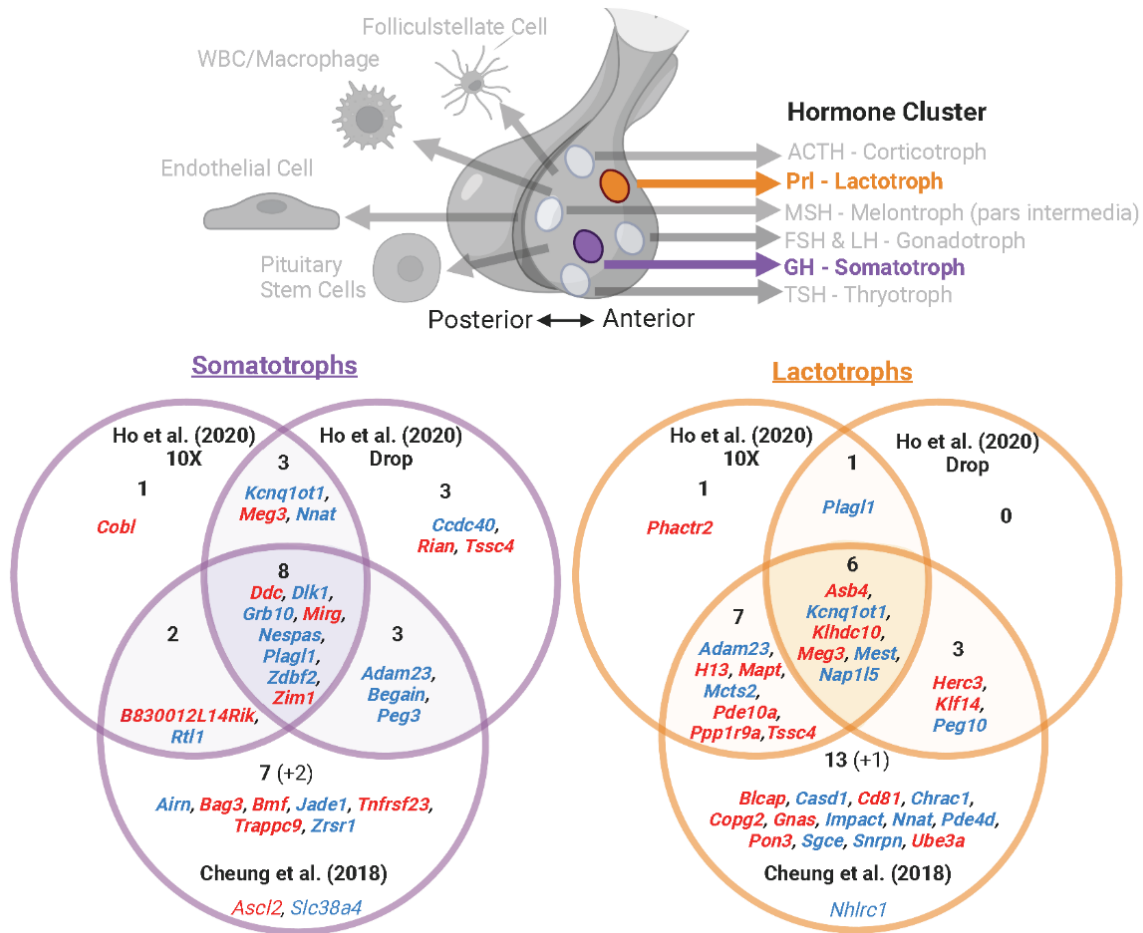 Folliculstellate Cell
WBC/Macrophage
Endothelial Cell
Pituitary
Stem Cells
Hormone Cluster
ACTH - Corticotroph
Prl - Lactotroph
MSH - Melontroph (pars intermedia)
FSH & LH - Gonadotroph
GH - Somatotroph
TSH - Thryotroph
Posterior
Anterior
Somatotrophs
Ho et al. (2020)
10X
Ho et al. (2020)
Drop
1
Cobl
3
Kcnq1ot1,
Meg3, Nnat
3
Ccdc40,
Rian, Tssc4
8
Ddc, Dlk1,
Grb10, Mirg,
Nespas,
Plagl1,
Zdbf2,
Zim1
2
B830012L14Rik,
Rtl1
3
Adam23,
Begain,
Peg3
7 (+2)
Airn, Bag3, Bmf, Jade1, Tnfrsf23,
Trappc9, Zrsr1
Cheung et al. (2018)
Ascl2, Slc38a4
Lactotrophs
Ho et al. (2020)
10X
Ho et al. (2020)
Drop
1
Phactr2
1
Plagl1
0
6
Asb4,
Kcnq1ot1,
Klhdc10,
Meg3, Mest,
Nap1l5
7
Adam23,
H13, Mapt,
Mcts2,
Pde10a,
Ppp1r9a,Tssc4
3
Herc3,
Klf14,
Peg10
13 (+1)
Blcap, Casd1, Cd81, Chrac1,
Copg2, Gnas, Impact, Nnat, Pde4d,
Pon3, Sgce, Snrpn, Ube3a
Cheung et al. (2018)
Nhlrc1